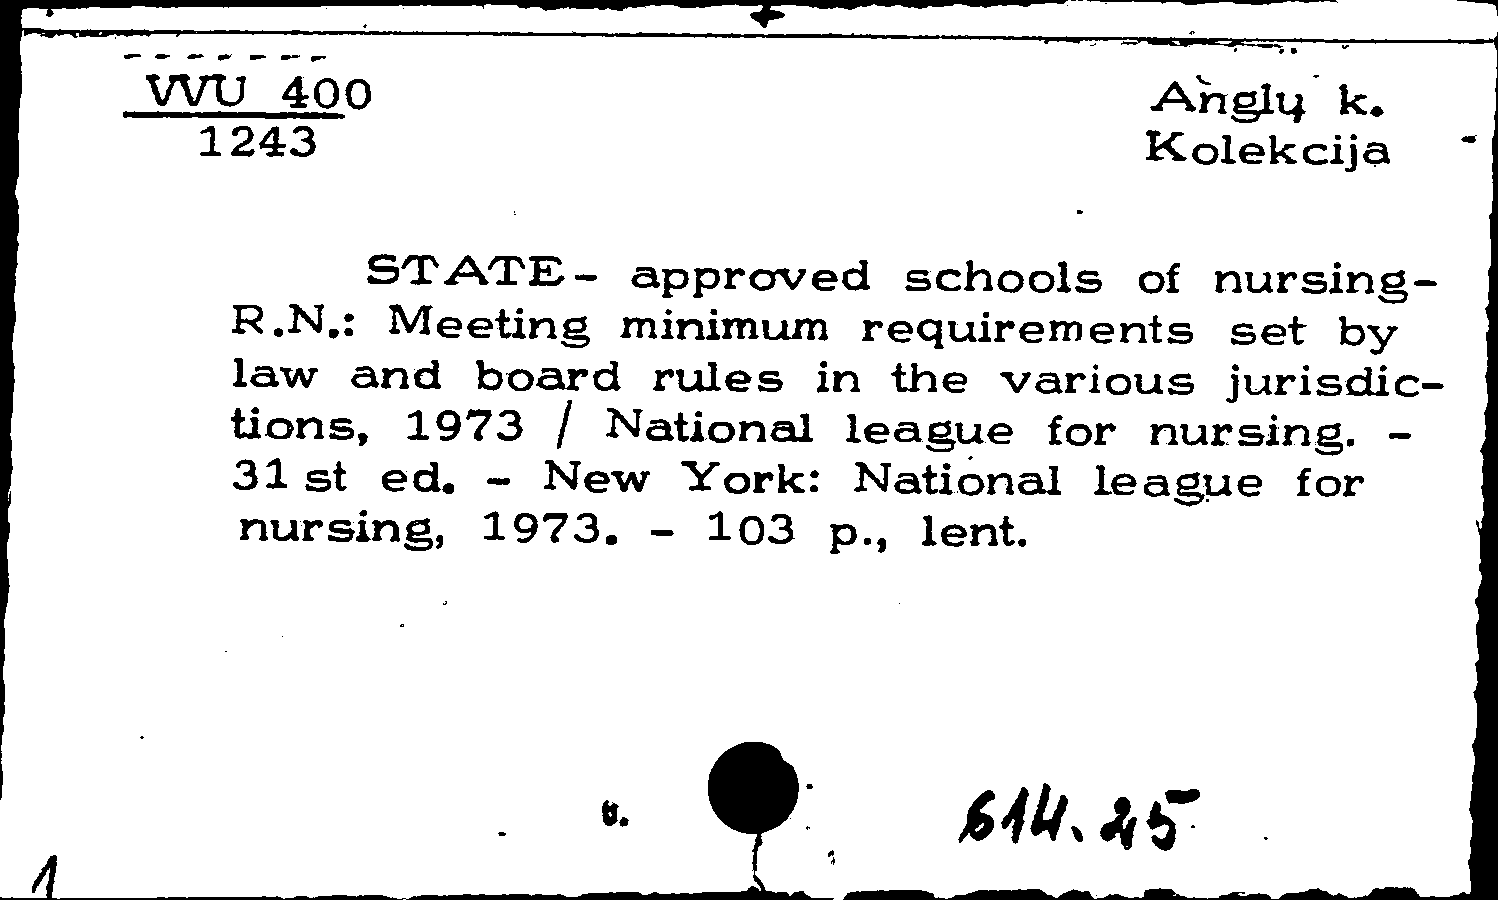 VVU 400
1243
Anglų k.
Kolekcija
STATE- approved schools of nursing-
R.N.: Meeting minimum requirements set by
law and board rules in the various jurisdic-
tions, 1973 / National league for nursing. -
31 st ed. - New York: National league for
nursing, 1973. - 103 p., lent.
614.25
1